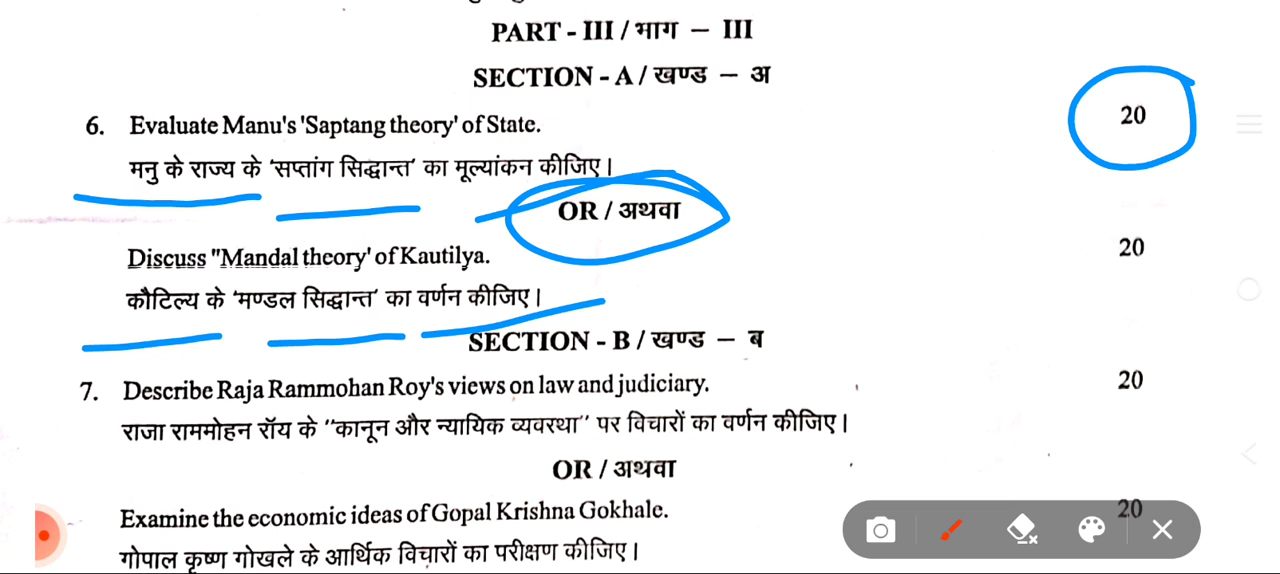 PART - III / भाग – III
SECTION - A / खण्ड – अ
6. Evaluate Manu's 'Saptang theory' of State. 20
मनु के राज्य के 'सप्तांग सिद्धान्त' का मूल्यांकन कीजिए।
OR / अथवा
Discuss "Mandal theory' of Kautilya. 20
कौटिल्य के 'मण्डल सिद्धान्त' का वर्णन कीजिए।
SECTION - B / खण्ड – ब
7. Describe Raja Rammohan Roy's views on law and judiciary. 20
राजा राममोहन रॉय के "कानून और न्यायिक व्यवस्था" पर विचारों का वर्णन कीजिए।
OR / अथवा
Examine the economic ideas of Gopal Krishna Gokhale. 20
गोपाल कृष्ण गोखले के आर्थिक विचारों का परीक्षण कीजिए।